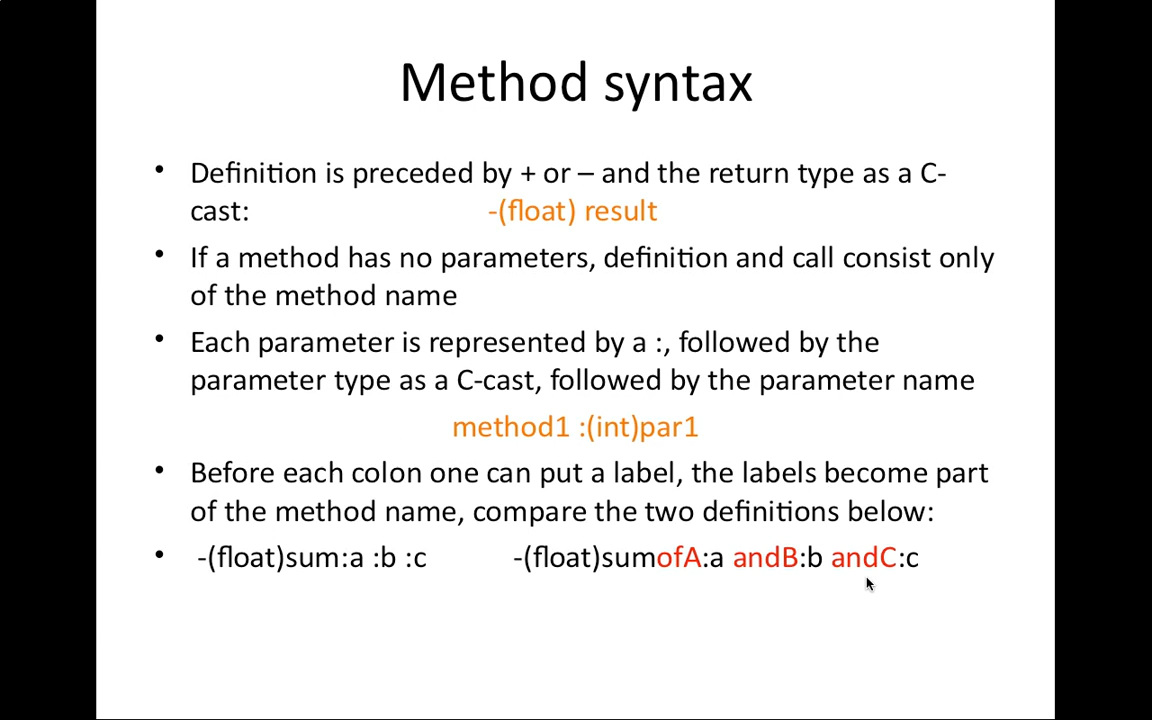 Method syntax
• Definition is preceded by + or – and the return type as a C-
cast: -(float) result
• If a method has no parameters, definition and call consist only
of the method name
• Each parameter is represented by a :, followed by the
parameter type as a C-cast, followed by the parameter name
method1 :(int)par1
• Before each colon one can put a label, the labels become part
of the method name, compare the two definitions below:
• -(float)sum:a :b :c -(float)sumofA:a andB:b andC:c